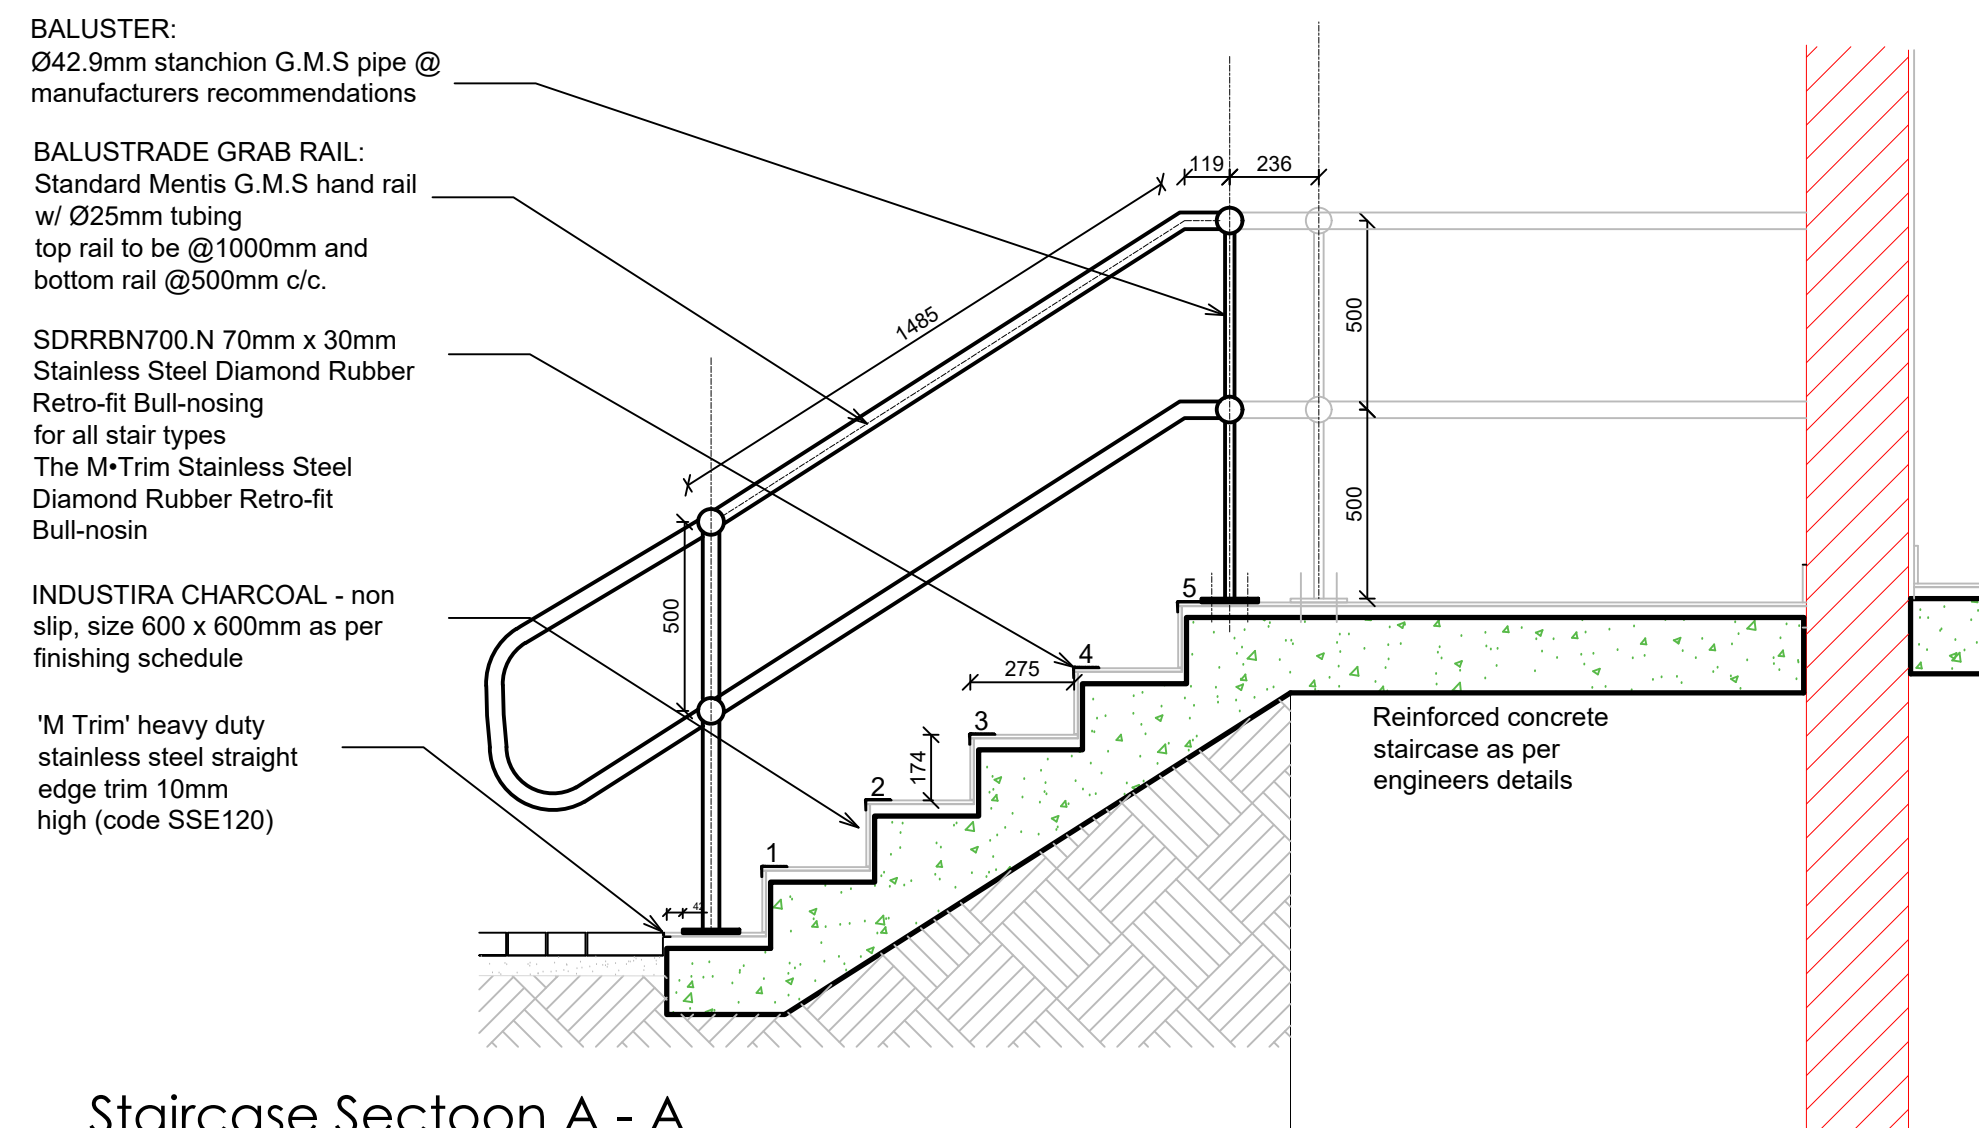 BALUSTER:
Ø42.9mm stanchion G.M.S pipe @
manufacturers recommendations
BALUSTRADE GRAB RAIL:
Standard Mentis G.M.S hand rail
w/ Ø25mm tubing
top rail to be @1000mm and
bottom rail @500mm c/c.
SDRRBN700.N 70mm x 30mm
Stainless Steel Diamond Rubber
Retro-fit Bull-nosing
for all stair types
The M•Trim Stainless Steel
Diamond Rubber Retro-fit
Bull-nosin
INDUSTIRA CHARCOAL - non
slip, size 600 x 600mm as per
finishing schedule
'M Trim' heavy duty
stainless steel straight
edge trim 10mm
high (code SSE120)
119
236
1485
500
500
500
5
4
275
3
174
2
1
Reinforced concrete
staircase as per
engineers details
Staircase Sectoon A - A